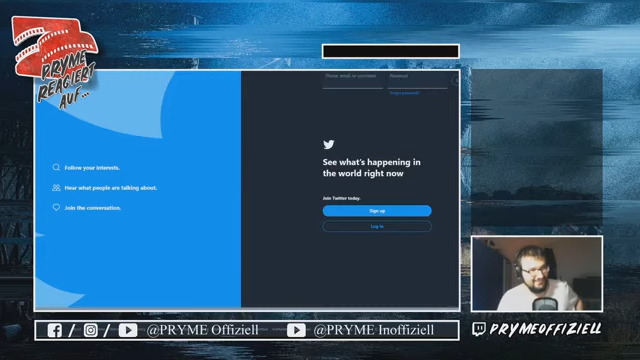 PRYME
REAGIERT
AUF...
Phone, email, or username
Password
Forgot password?
Follow your interests.
Hear what people are talking about.
Join the conversation.
See what's happening in
the world right now
Join Twitter today.
Sign up
Log in
/ / @PRYME Offiziell @PRYME Inoffiziell
PRYMEOFFIZIELL